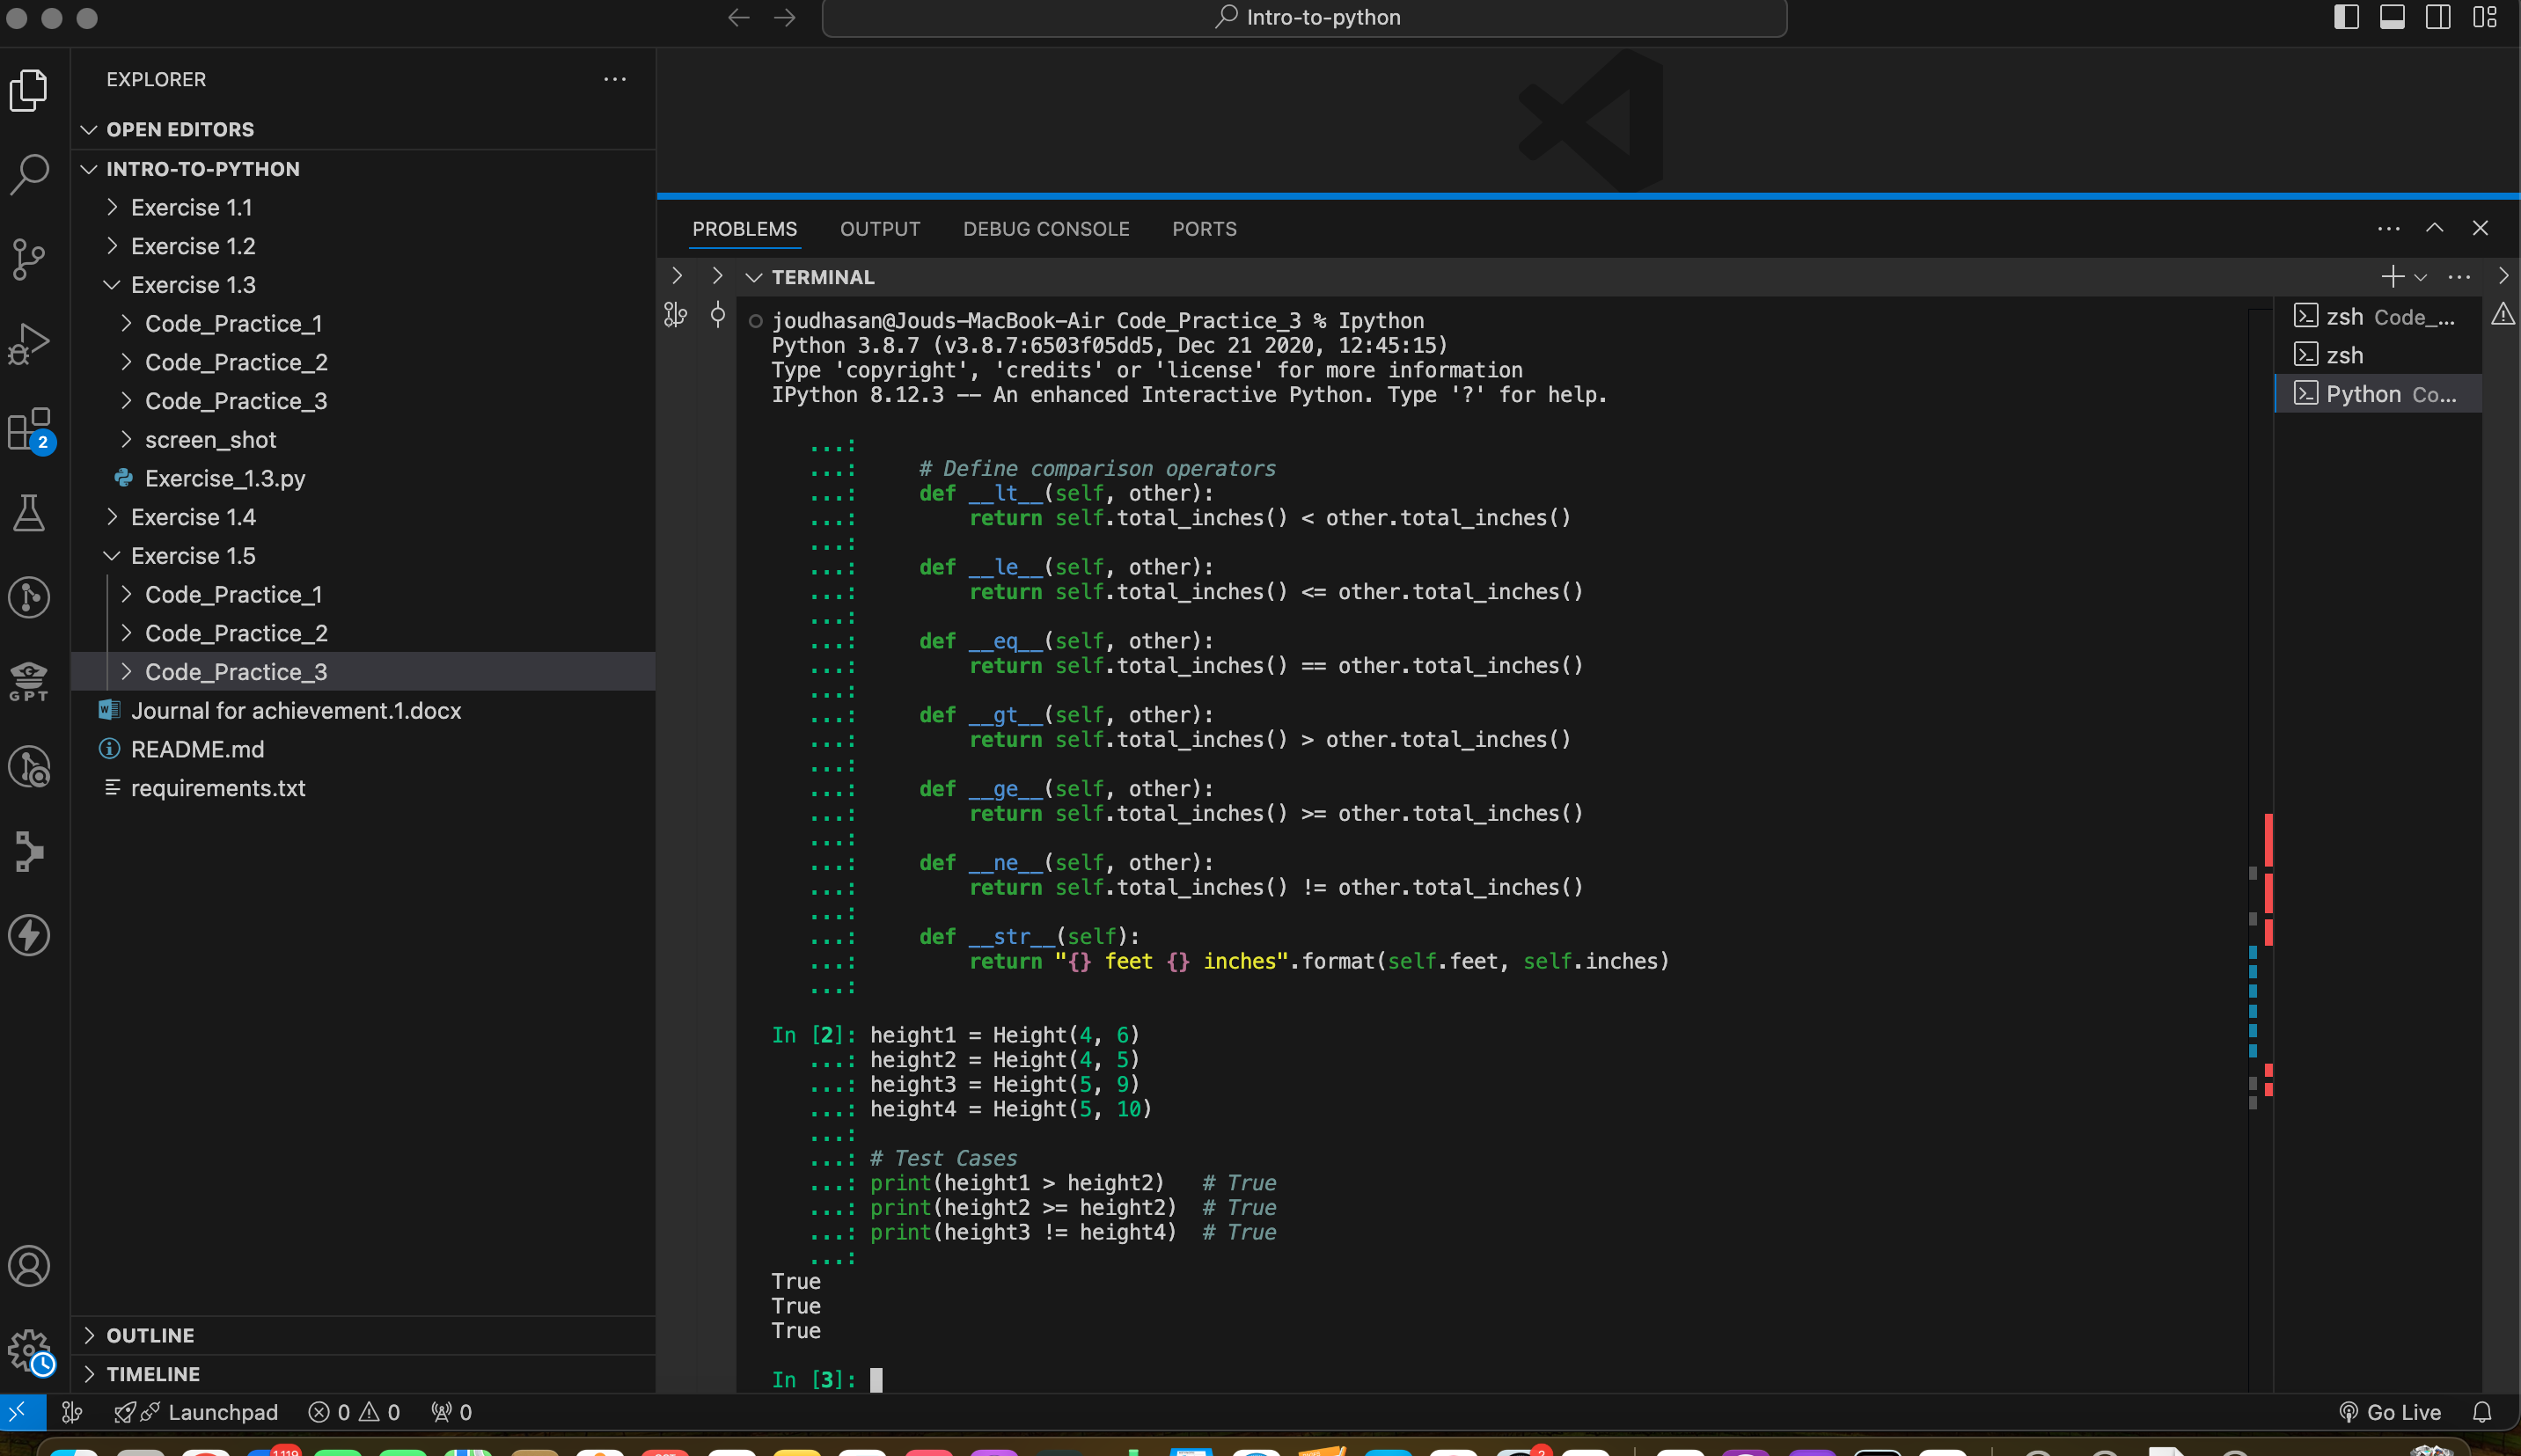 Intro-to-python
EXPLORER
OPEN EDITORS
INTRO-TO-PYTHON
Exercise 1.1
Exercise 1.2
Exercise 1.3
Code_Practice_1
Code_Practice_2
Code_Practice_3
screen_shot
Exercise_1.3.py
Exercise 1.4
Exercise 1.5
Code_Practice_1
Code_Practice_2
Code_Practice_3
Journal for achievement.1.docx
README.md
requirements.txt
OUTLINE
TIMELINE
2
GPT
PROBLEMS OUTPUT DEBUG CONSOLE PORTS
TERMINAL
joudhasan@Jouds-MacBook-Air Code_Practice_3 % Ipython
Python 3.8.7 (v3.8.7:6503f05dd5, Dec 21 2020, 12:45:15)
Type 'copyright', 'credits' or 'license' for more information
IPython 8.12.3 -- An enhanced Interactive Python. Type '?' for help.
...:
...:     # Define comparison operators
...:     def __lt__(self, other):
...:         return self.total_inches() < other.total_inches()
...:
...:     def __le__(self, other):
...:         return self.total_inches() <= other.total_inches()
...:
...:     def __eq__(self, other):
...:         return self.total_inches() == other.total_inches()
...:
...:     def __gt__(self, other):
...:         return self.total_inches() > other.total_inches()
...:
...:     def __ge__(self, other):
...:         return self.total_inches() >= other.total_inches()
...:
...:     def __ne__(self, other):
...:         return self.total_inches() != other.total_inches()
...:
...:     def __str__(self):
...:         return "{} feet {} inches".format(self.feet, self.inches)
...:
In [2]: height1 = Height(4, 6)
...: height2 = Height(4, 5)
...: height3 = Height(5, 9)
...: height4 = Height(5, 10)
...:
...: # Test Cases
...: print(height1 > height2)   # True
...: print(height2 >= height2)  # True
...: print(height3 != height4)  # True
...:
True
True
True
In [3]:
zsh Code_...
zsh
Python Co...
Launchpad 0 0 0
Go Live
1,119
OCT
2